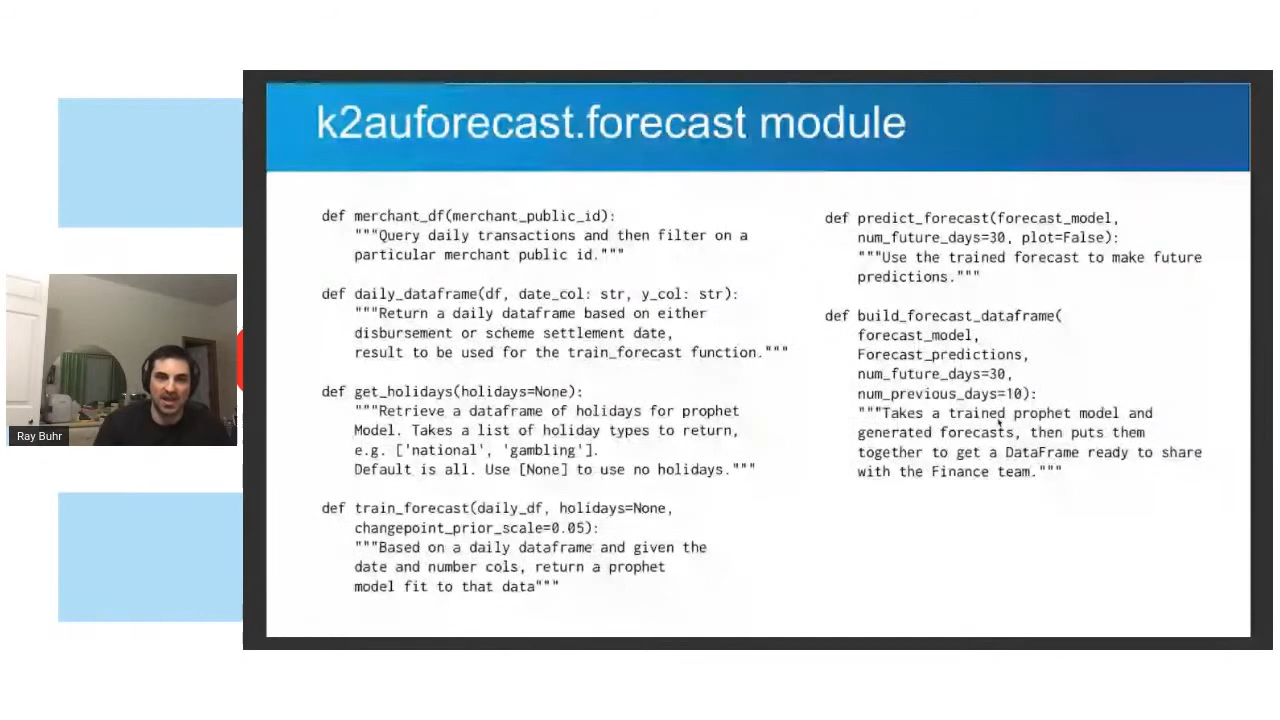 k2auforecast.forecast module
def merchant_df(merchant_public_id):
"""Query daily transactions and then filter on a
particular merchant public id."""
def daily_dataframe(df, date_col: str, y_col: str):
"""Return a daily dataframe based on either
disbursement or scheme settlement date,
result to be used for the train_forecast function."""
def get_holidays(holidays=None):
"""Retrieve a dataframe of holidays for prophet
Model. Takes a list of holiday types to return,
e.g. ['national', 'gambling'].
Default is all. Use [None] to use no holidays."""
def train_forecast(daily_df, holidays=None,
changepoint_prior_scale=0.05):
"""Based on a daily dataframe and given the
date and number cols, return a prophet
model fit to that data"""
def predict_forecast(forecast_model,
num_future_days=30, plot=False):
"""Use the trained forecast to make future
predictions."""
def build_forecast_dataframe(
forecast_model,
Forecast_predictions,
num_future_days=30,
num_previous_days=10):
"""Takes a trained prophet model and
generated forecasts, then puts them
together to get a DataFrame ready to share
with the Finance team."""
Ray Buhr